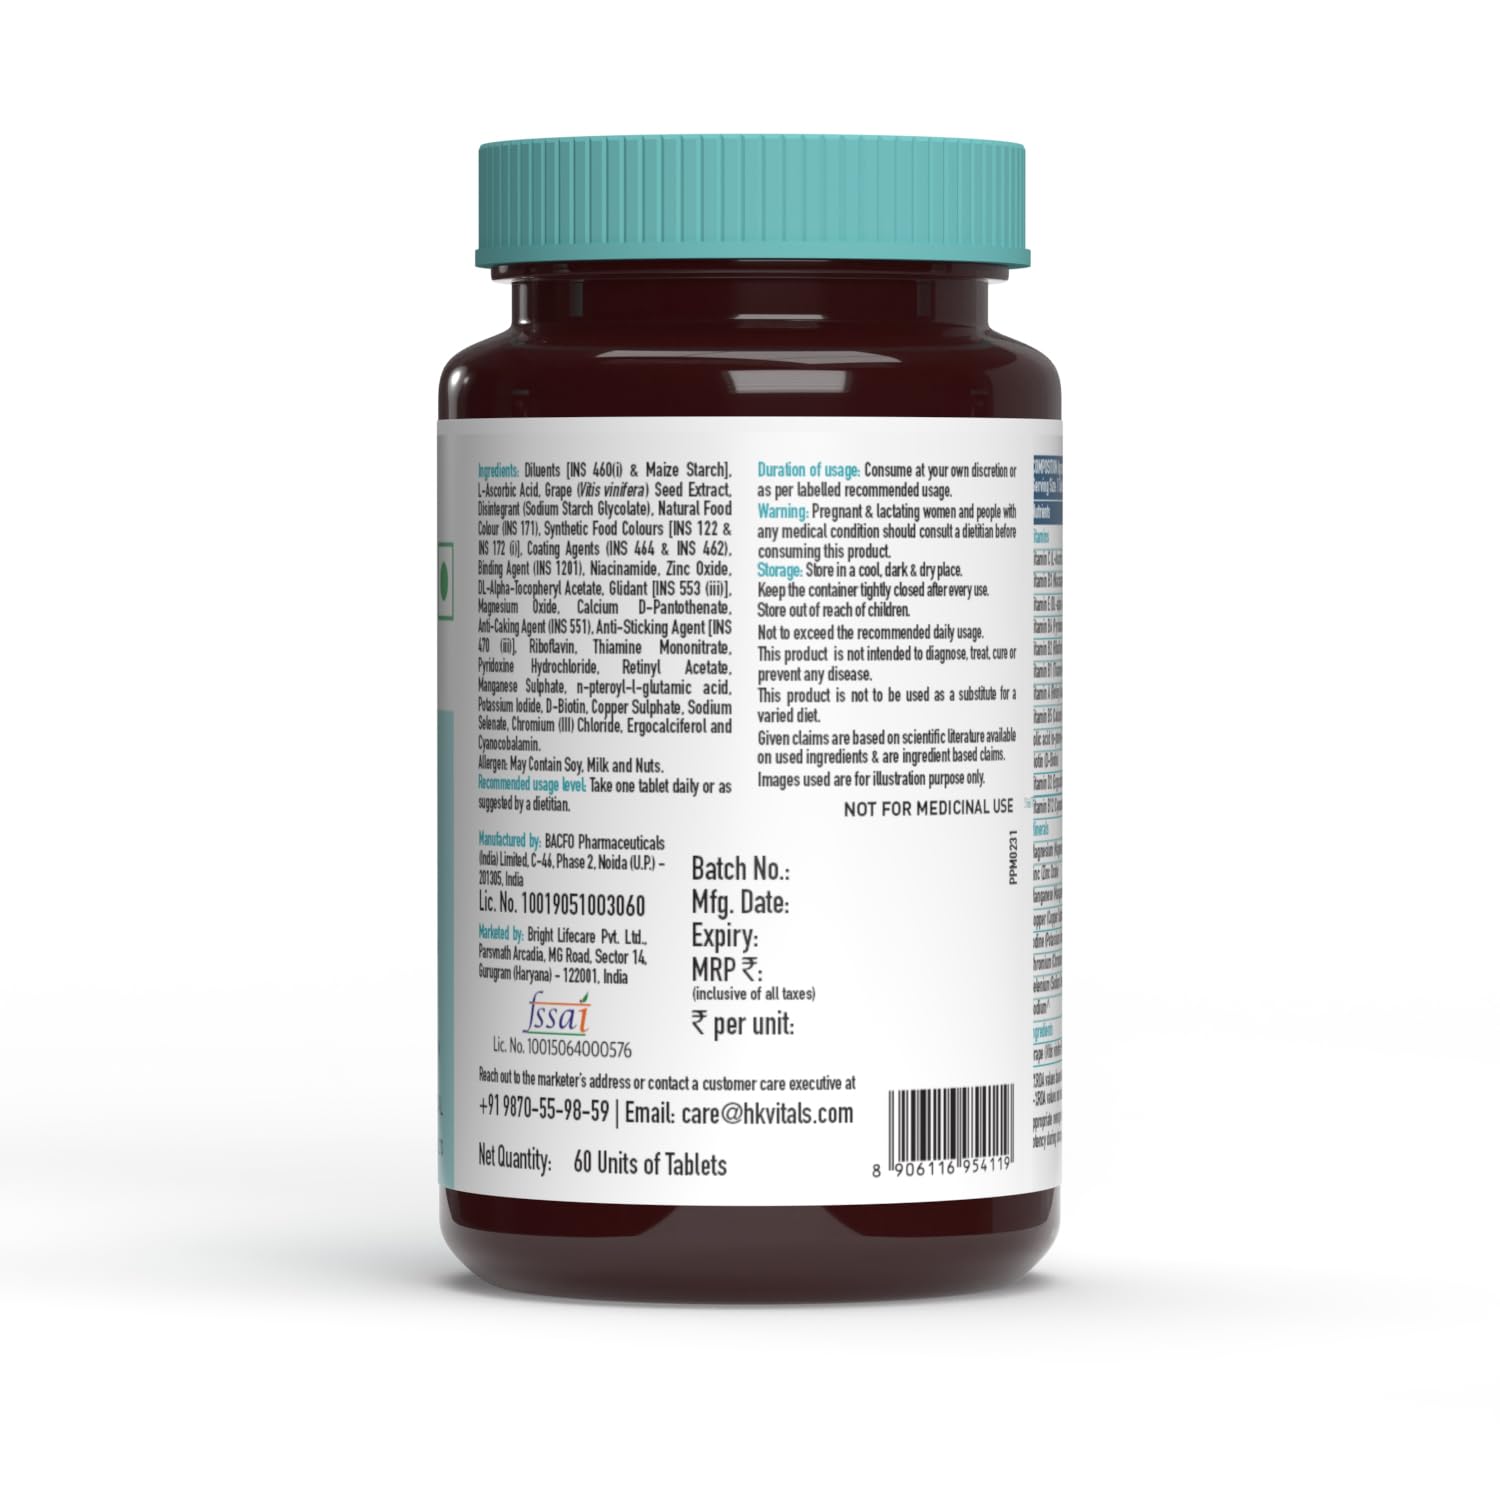 Ingredients: Diluents [INS 460(i) & Maize Starch],
L-Ascorbic Acid, Grape (Vitis vinifera) Seed Extract,
Disintegrant (Sodium Starch Glycolate), Natural Food
Colour (INS 171), Synthetic Food Colours [INS 122 &
INS 172 (i)], Coating Agents (INS 464 & INS 462),
Binding Agent (INS 1201), Niacinamide, Zinc Oxide,
DL-Alpha-Tocopheryl Acetate, Glidant [INS 553 (iii)],
Magnesium Oxide, Calcium D-Pantothenate,
Anti-Caking Agent (INS 551), Anti-Sticking Agent [INS
470 (iii)], Riboflavin, Thiamine Mononitrate,
Pyridoxine Hydrochloride, Retinyl Acetate,
Manganese Sulphate, n-pteroyl-l-glutamic acid,
Potassium Iodide, D-Biotin, Copper Sulphate, Sodium
Selenate, Chromium (III) Chloride, Ergocalciferol and
Cyanocobalamin.
Allergen: May Contain Soy, Milk and Nuts.
Recommended usage level: Take one tablet daily or as
suggested by a dietitian.
Manufactured by: BACFO Pharmaceuticals
(India) Limited, C-46, Phase 2, Noida (U.P.) –
201305, India
Lic. No. 10019051003060
Marketed by: Bright Lifecare Pvt. Ltd.,
Parsvnath Arcadia, MG Road, Sector 14,
Gurugram (Haryana) - 122001, India
fssai
Lic. No. 10015064000576
Duration of usage: Consume at your own discretion or
as per labelled recommended usage.
Warning: Pregnant & lactating women and people with
any medical condition should consult a dietitian before
consuming this product.
Storage: Store in a cool, dark & dry place.
Keep the container tightly closed after every use.
Store out of reach of children.
Not to exceed the recommended daily usage.
This product is not intended to diagnose, treat, cure or
prevent any disease.
This product is not to be used as a substitute for a
varied diet.
Given claims are based on scientific literature available
on used ingredients & are ingredient based claims.
Images used are for illustration purpose only.
NOT FOR MEDICINAL USE
PPM0231
Batch No.:
Mfg. Date:
Expiry:
MRP ₹:
(inclusive of all taxes)
₹ per unit:
Reach out to the marketer's address or contact a customer care executive at
+91 9870-55-98-59 | Email: care@hkvitals.com
Net Quantity: 60 Units of Tablets
8 906116 954119